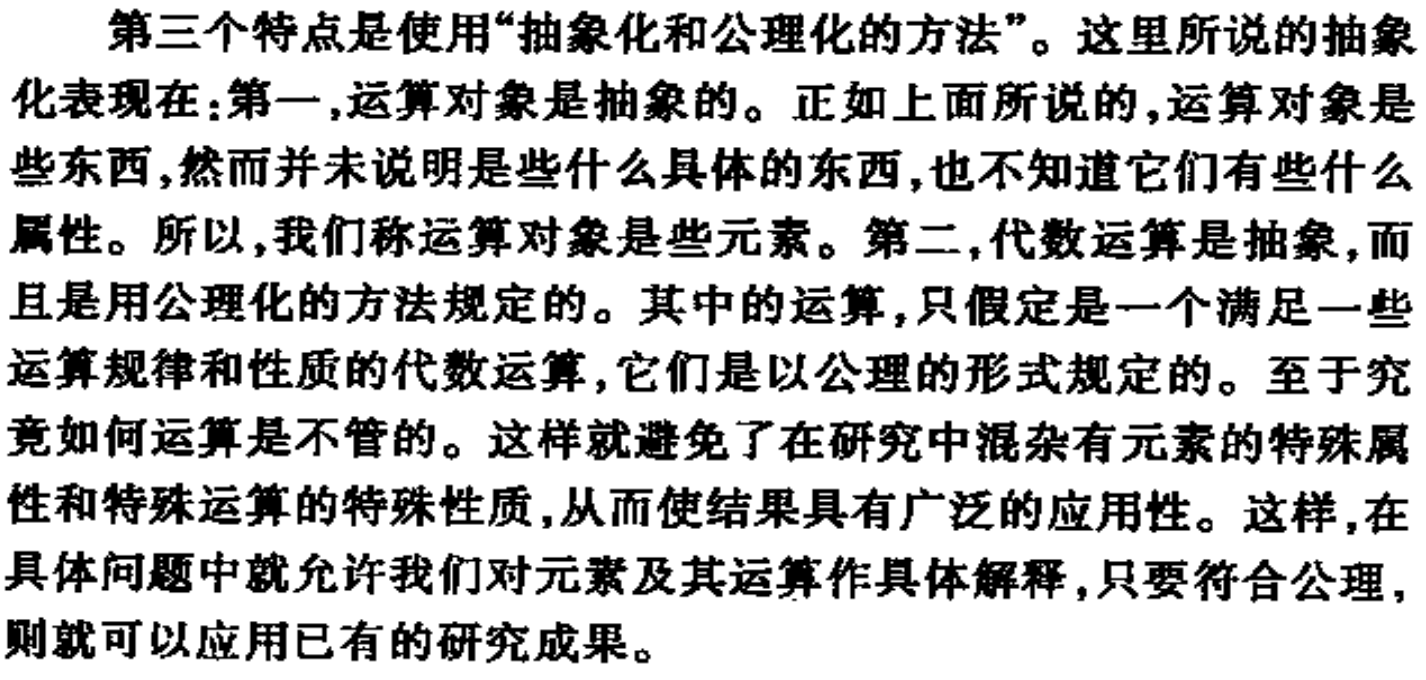 第三个特点是使用“抽象化和公理化的方法”。这里所说的抽象
化表现在：第一，运算对象是抽象的。正如上面所说的，运算对象是
些东西，然而并未说明是些什么具体的东西，也不知道它们有些什么
属性。所以，我们称运算对象是些元素。第二，代数运算是抽象，而
且是用公理化的方法规定的。其中的运算，只假定是一个满足一些
运算规律和性质的代数运算，它们是以公理的形式规定的。至于究
竟如何运算是不管的。这样就避免了在研究中混杂有元素的特殊属
性和特殊运算的特殊性质，从而使结果具有广泛的应用性。这样，在
具体问题中就允许我们对元素及其运算作具体解释，只要符合公理，
则就可以应用已有的研究成果。